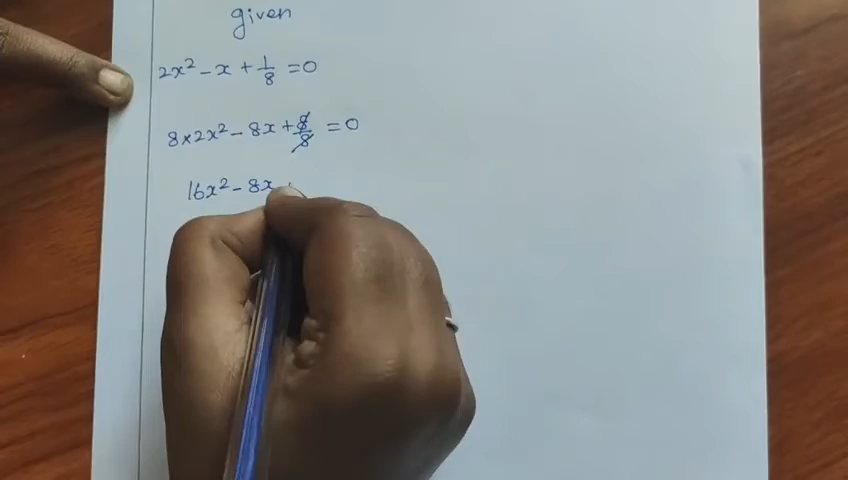 given
2x² - x + 1/8 = 0
8×2x² - 8x + 8/8 = 0
16x² - 8x